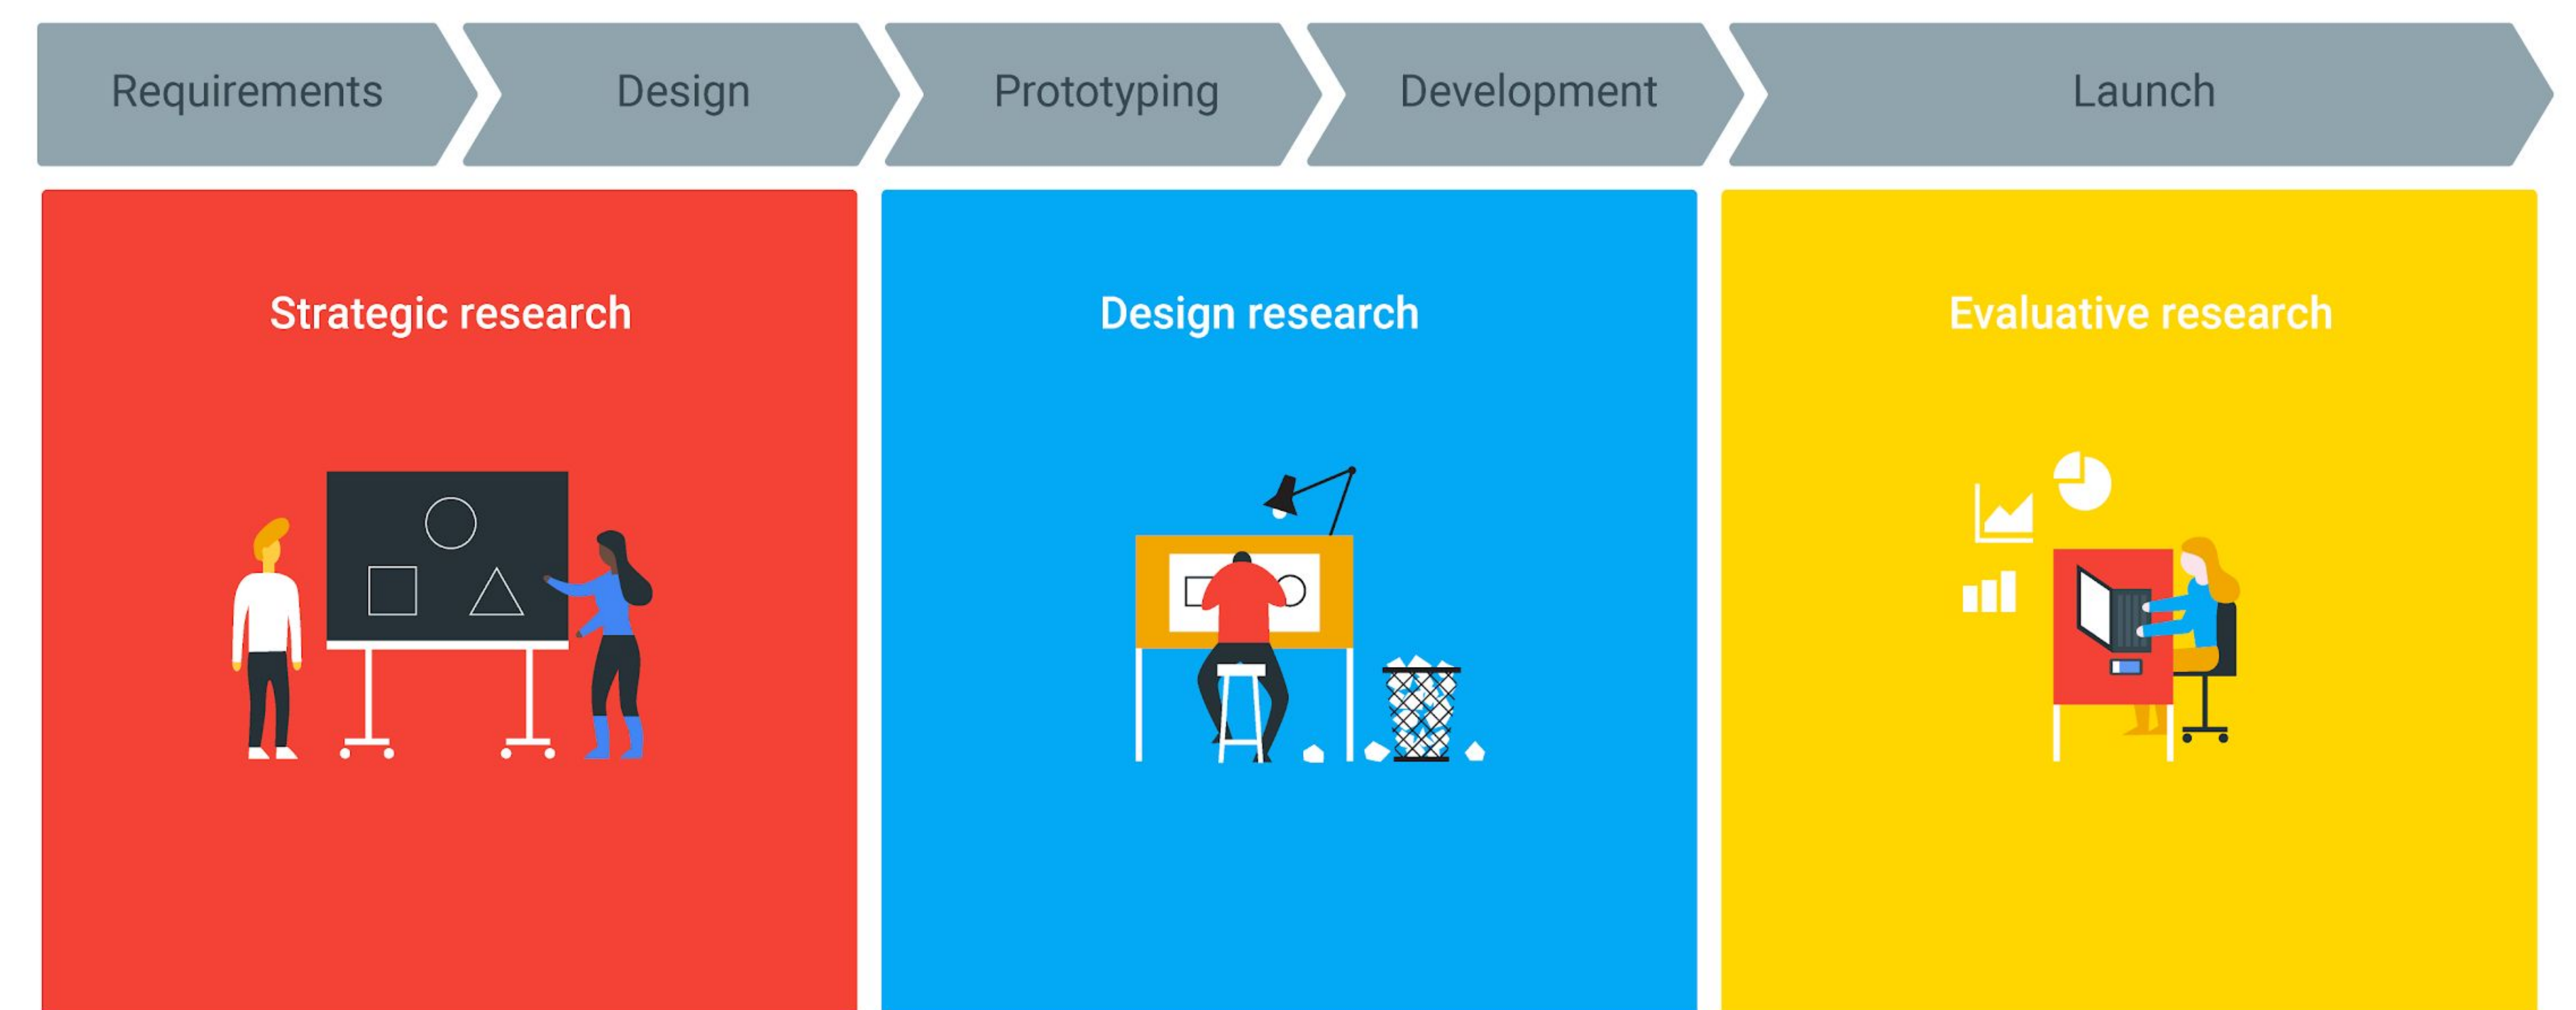 Requirements
Design
Prototyping
Development
Launch
Strategic research
Design research
Evaluative research